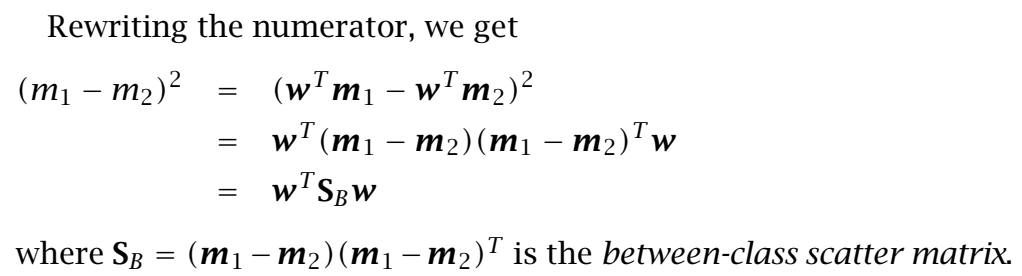 Rewriting the numerator, we get
(m₁ − m₂)² = (𝒘ᵀ𝒎₁ − 𝒘ᵀ𝒎₂)²
= 𝒘ᵀ(𝒎₁ − 𝒎₂)(𝒎₁ − 𝒎₂)ᵀ𝒘
= 𝒘ᵀ𝐒_B𝒘
where 𝐒_B = (𝒎₁ − 𝒎₂)(𝒎₁ − 𝒎₂)ᵀ is the between-class scatter matrix.